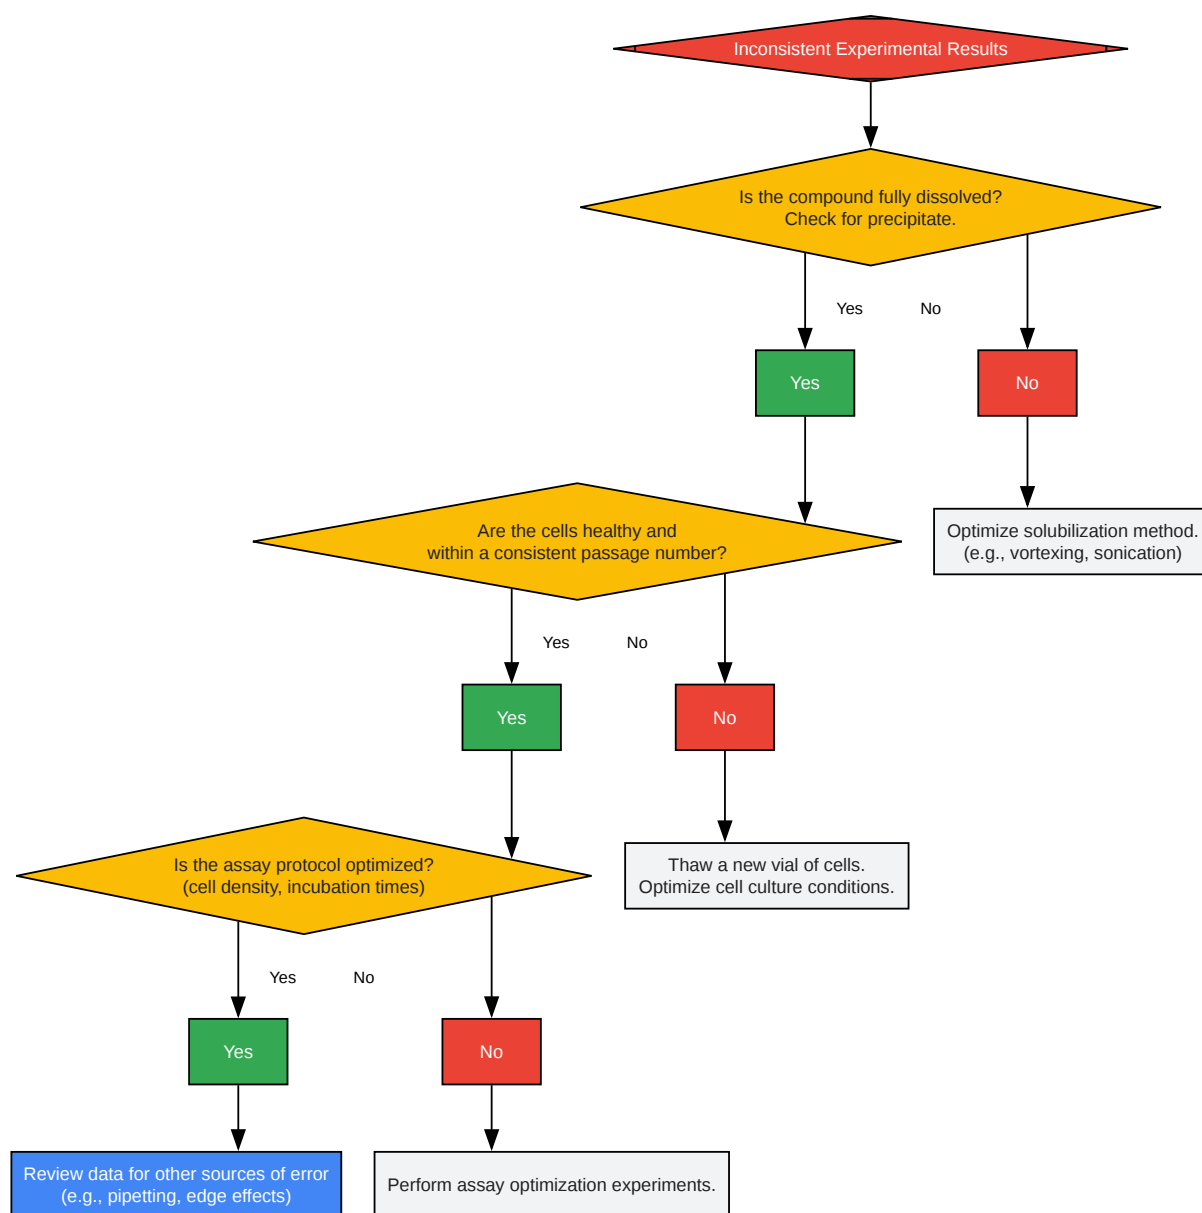 Inconsistent Experimental Results
Is the compound fully dissolved?
Check for precipitate.
Yes
No
Yes
No
Optimize solubilization method.
(e.g., vortexing, sonication)
Are the cells healthy and
within a consistent passage number?
Yes
No
Yes
No
Thaw a new vial of cells.
Optimize cell culture conditions.
Is the assay protocol optimized?
(cell density, incubation times)
Yes
No
Yes
No
Review data for other sources of error
(e.g., pipetting, edge effects)
Perform assay optimization experiments.